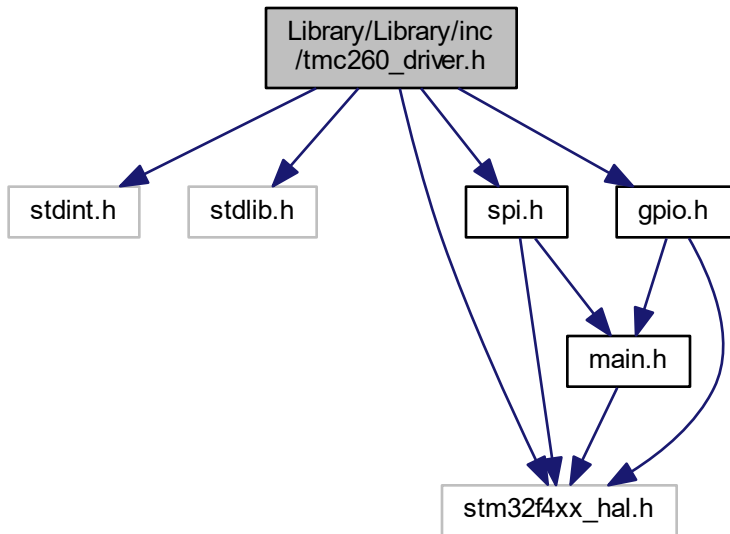 Library/Library/inc
/tmc260_driver.h
stdint.h
stdlib.h
spi.h
gpio.h
main.h
stm32f4xx_hal.h